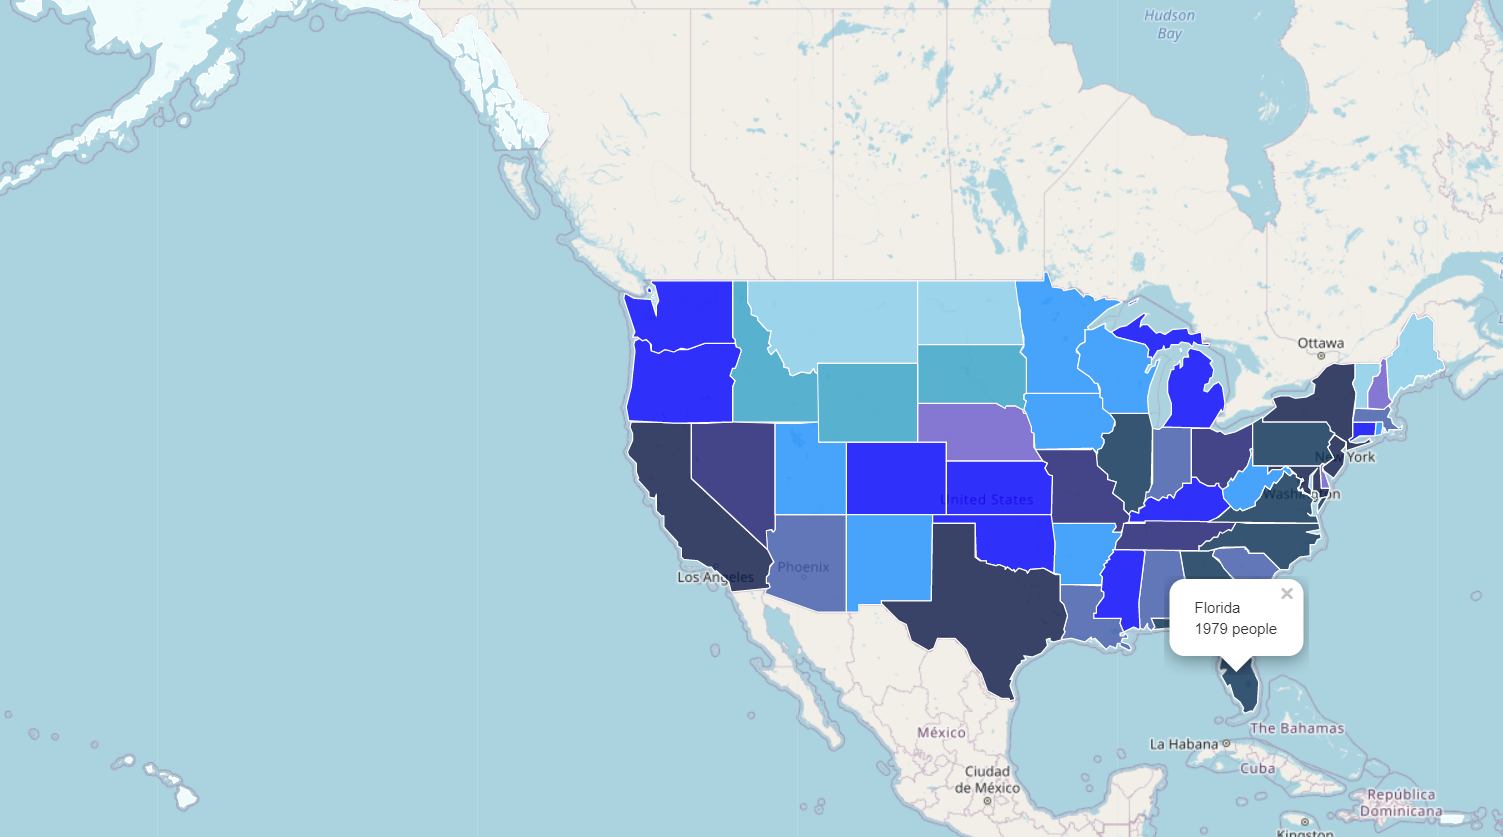 Hudson
Bay
Ottawa
New York
Washington
United States
Los Angeles
Phoenix
×
Florida
1979 people
México
La Habana
The Bahamas
Cuba
Ciudad
de México
República
Dominicana
Kingston